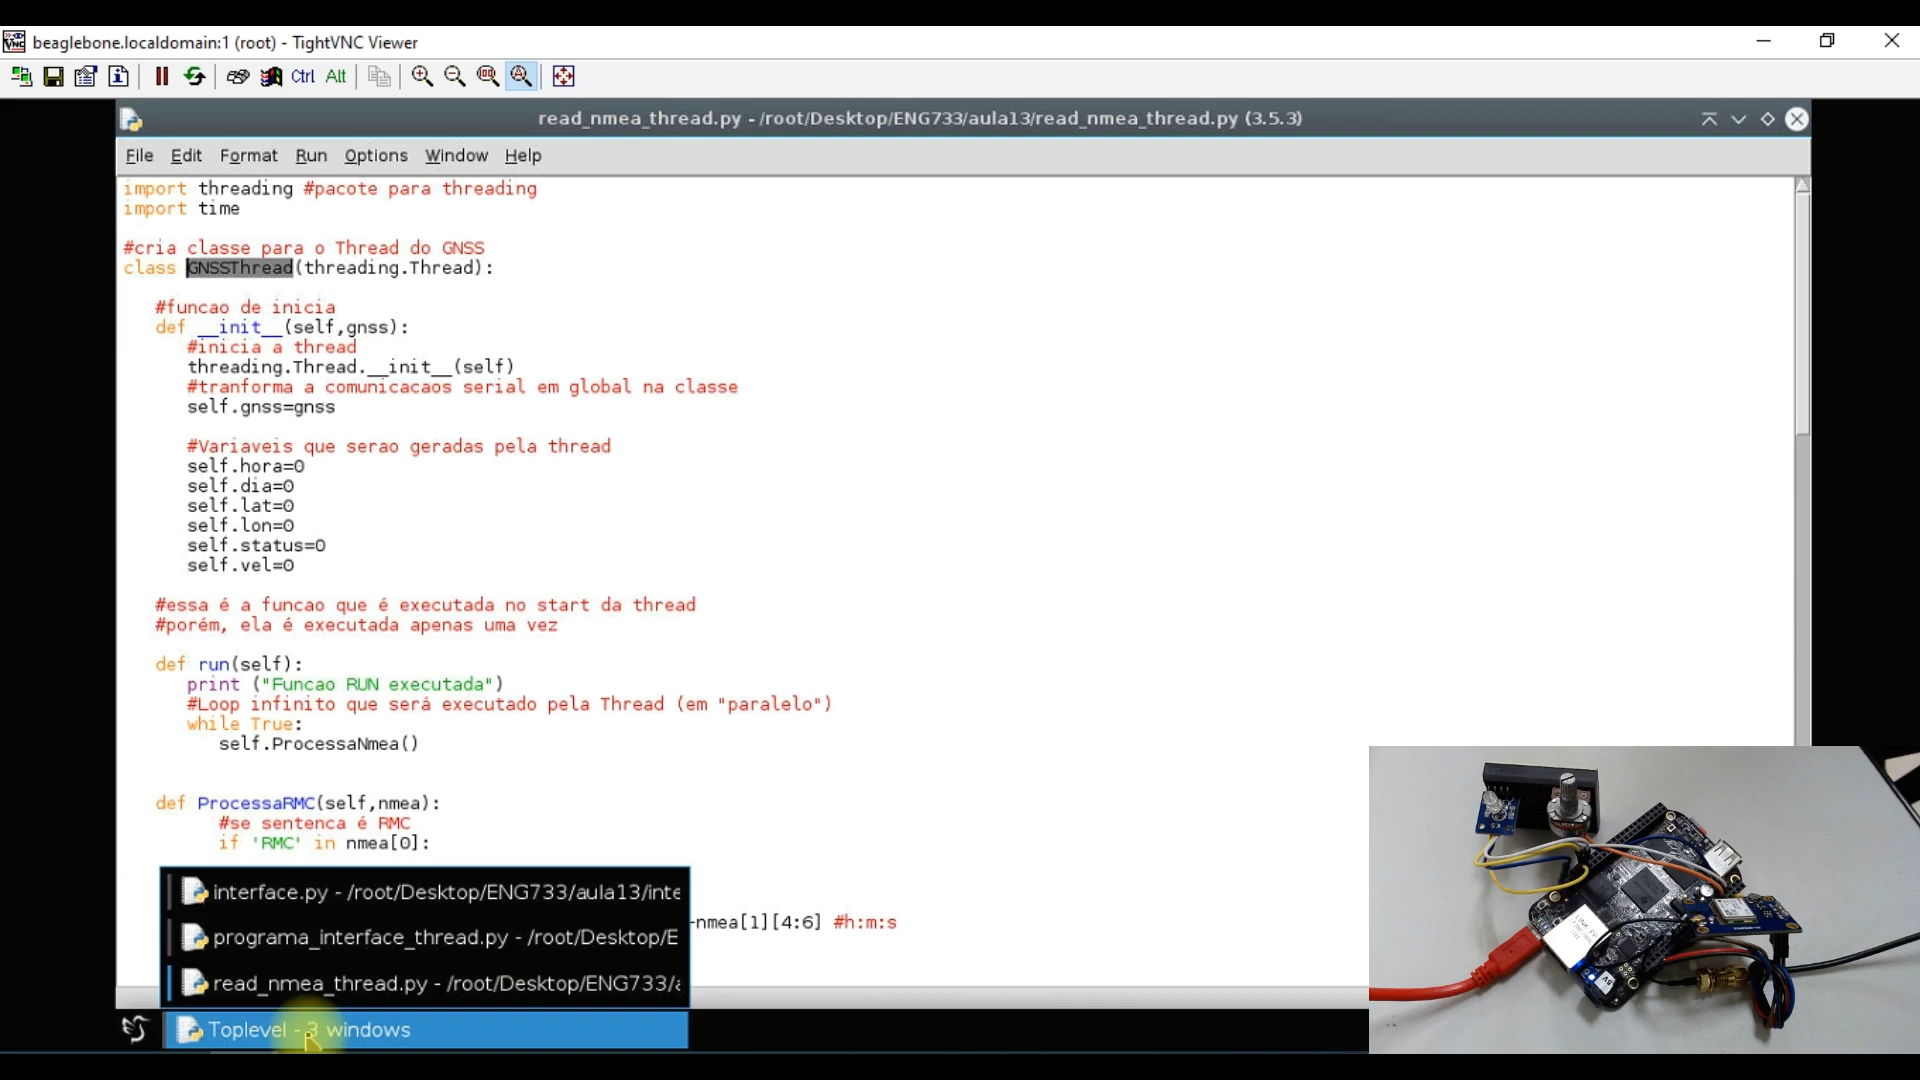 beaglebone.localdomain:1 (root) - TightVNC Viewer
Ctrl Alt
read_nmea_thread.py - /root/Desktop/ENG733/aula13/read_nmea_thread.py (3.5.3)
File Edit Format Run Options Window Help
import threading #pacote para threading
import time
#cria classe para o Thread do GNSS
class GNSSThread(threading.Thread):
#funcao de inicia
def __init__(self,gnss):
#inicia a thread
threading.Thread.__init__(self)
#tranforma a comunicacaos serial em global na classe
self.gnss=gnss
#Variaveis que serao geradas pela thread
self.hora=0
self.dia=0
self.lat=0
self.lon=0
self.status=0
self.vel=0
#essa é a funcao que é executada no start da thread
#porém, ela é executada apenas uma vez
def run(self):
print ("Funcao RUN executada")
#Loop infinito que será executado pela Thread (em "paralelo")
while True:
self.ProcessaNmea()
def ProcessaRMC(self,nmea):
#se sentenca é RMC
if 'RMC' in nmea[0]:
interface.py - /root/Desktop/ENG733/aula13/inte
-nmea[1][4:6] #h:m:s
programa_interface_thread.py - /root/Desktop/E
read_nmea_thread.py - /root/Desktop/ENG733/a
Toplevel - 3 windows
5V